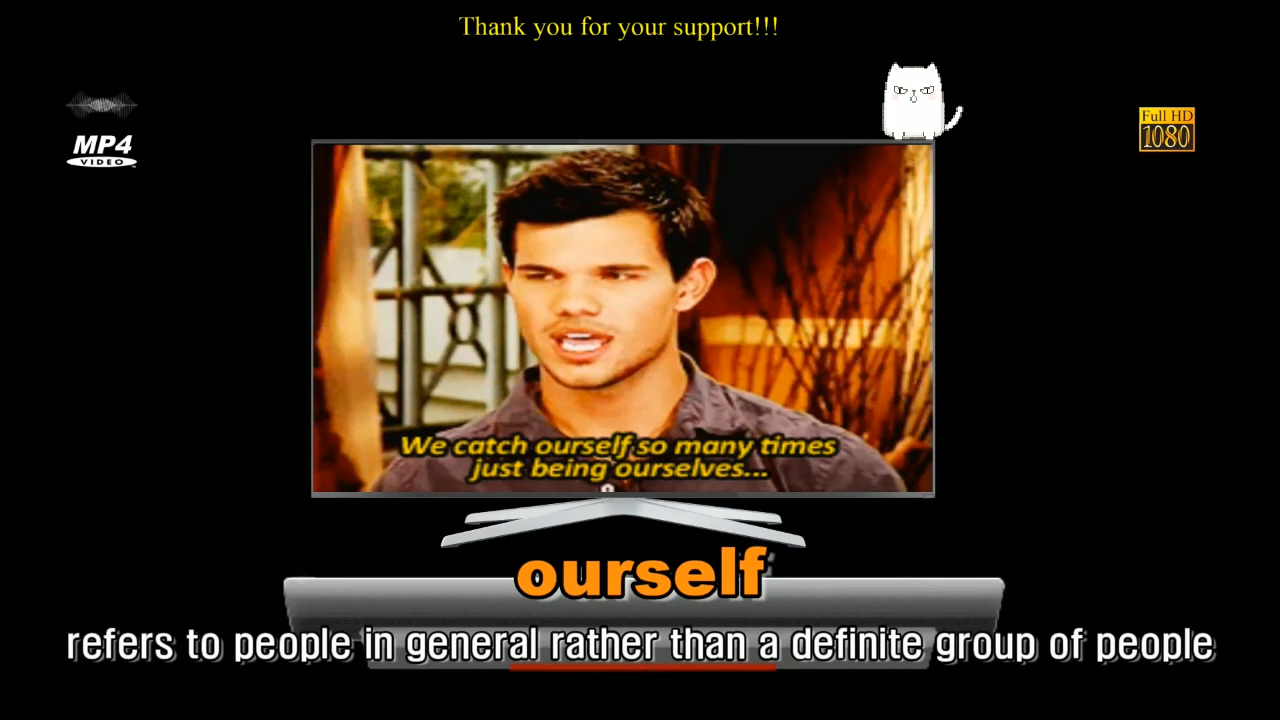 Thank you for your support!!!
MP4
VIDEO
Full HD
1080
We catch ourself so many times
just being ourselves...
ourself
refers to people in general rather than a definite group of people